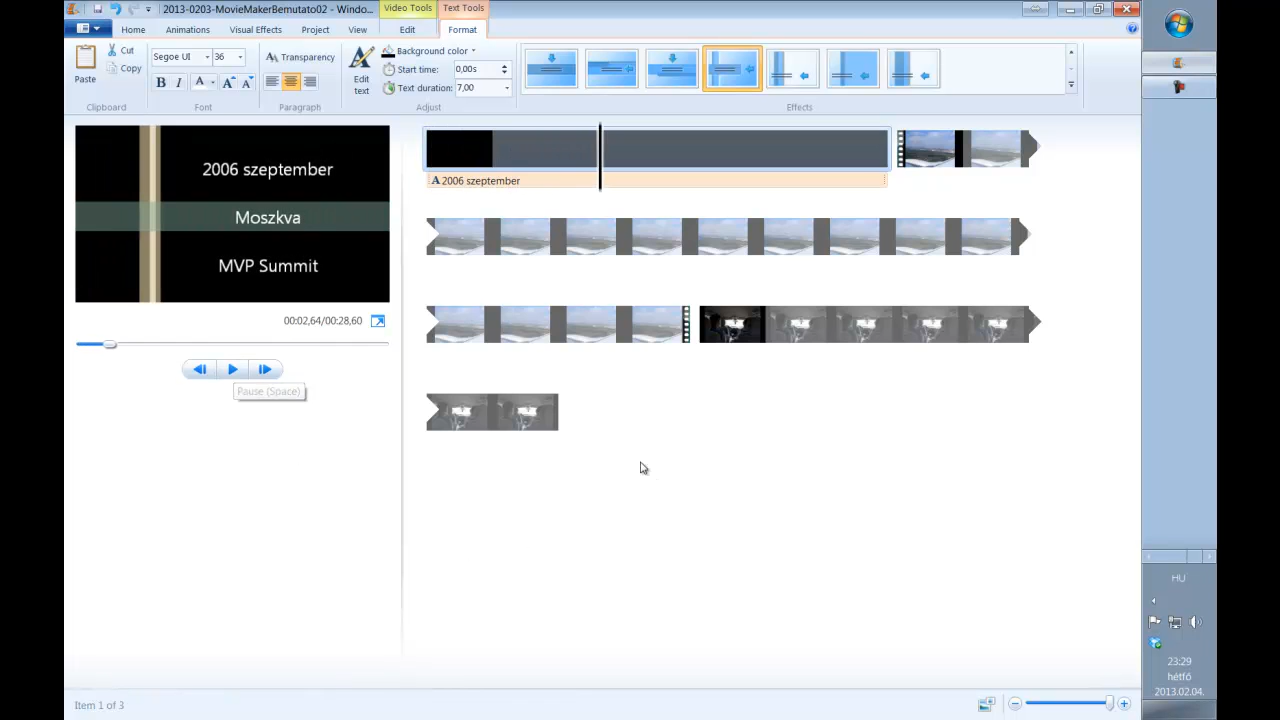 2013-0203-MovieMakerBemutato02 - Windo...
Video Tools
Text Tools
Home
Animations
Visual Effects
Project
View
Edit
Format
Paste
Cut
Copy
Clipboard
Segoe UI
36
B I A A A
Font
Transparency
Paragraph
Edit text
Background color
Start time: 0,00s
Text duration: 7,00
Adjust
Effects
2006 szeptember
Moszkva
MVP Summit
00:02,64/00:28,60
Pause (Space)
A 2006 szeptember
Item 1 of 3
HU
23:29
hétfő
2013.02.04.